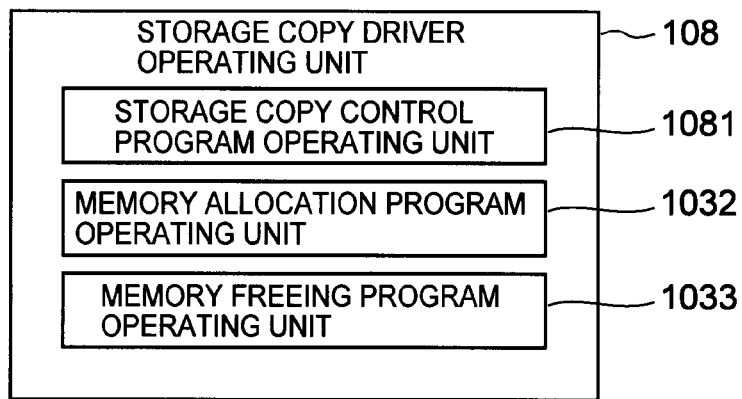 STORAGE COPY DRIVER
OPERATING UNIT
108
STORAGE COPY CONTROL
PROGRAM OPERATING UNIT
1081
MEMORY ALLOCATION PROGRAM
OPERATING UNIT
1032
MEMORY FREEING PROGRAM
OPERATING UNIT
1033